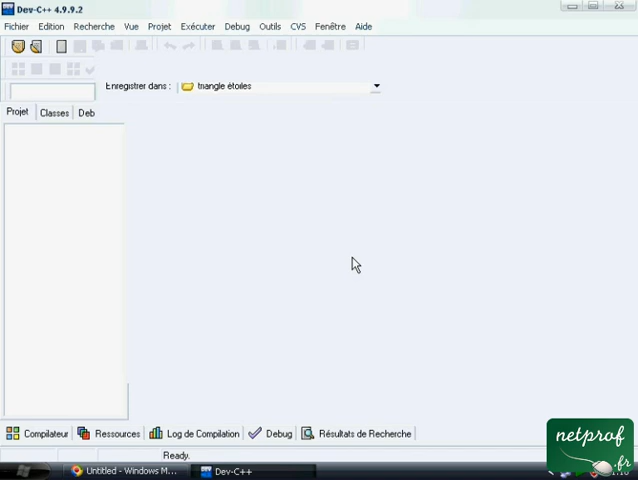 Dev-C++ 4.9.9.2
Fichier Edition Recherche Vue Projet Exécuter Debug Outils CVS Fenêtre Aide
Enregistrer dans : triangle étoiles
Projet Classes Deb
Compilateur Ressources Log de Compilation Debug Résultats de Recherche
Ready.
Untitled - Windows M... Dev-C++
netprof
.fr